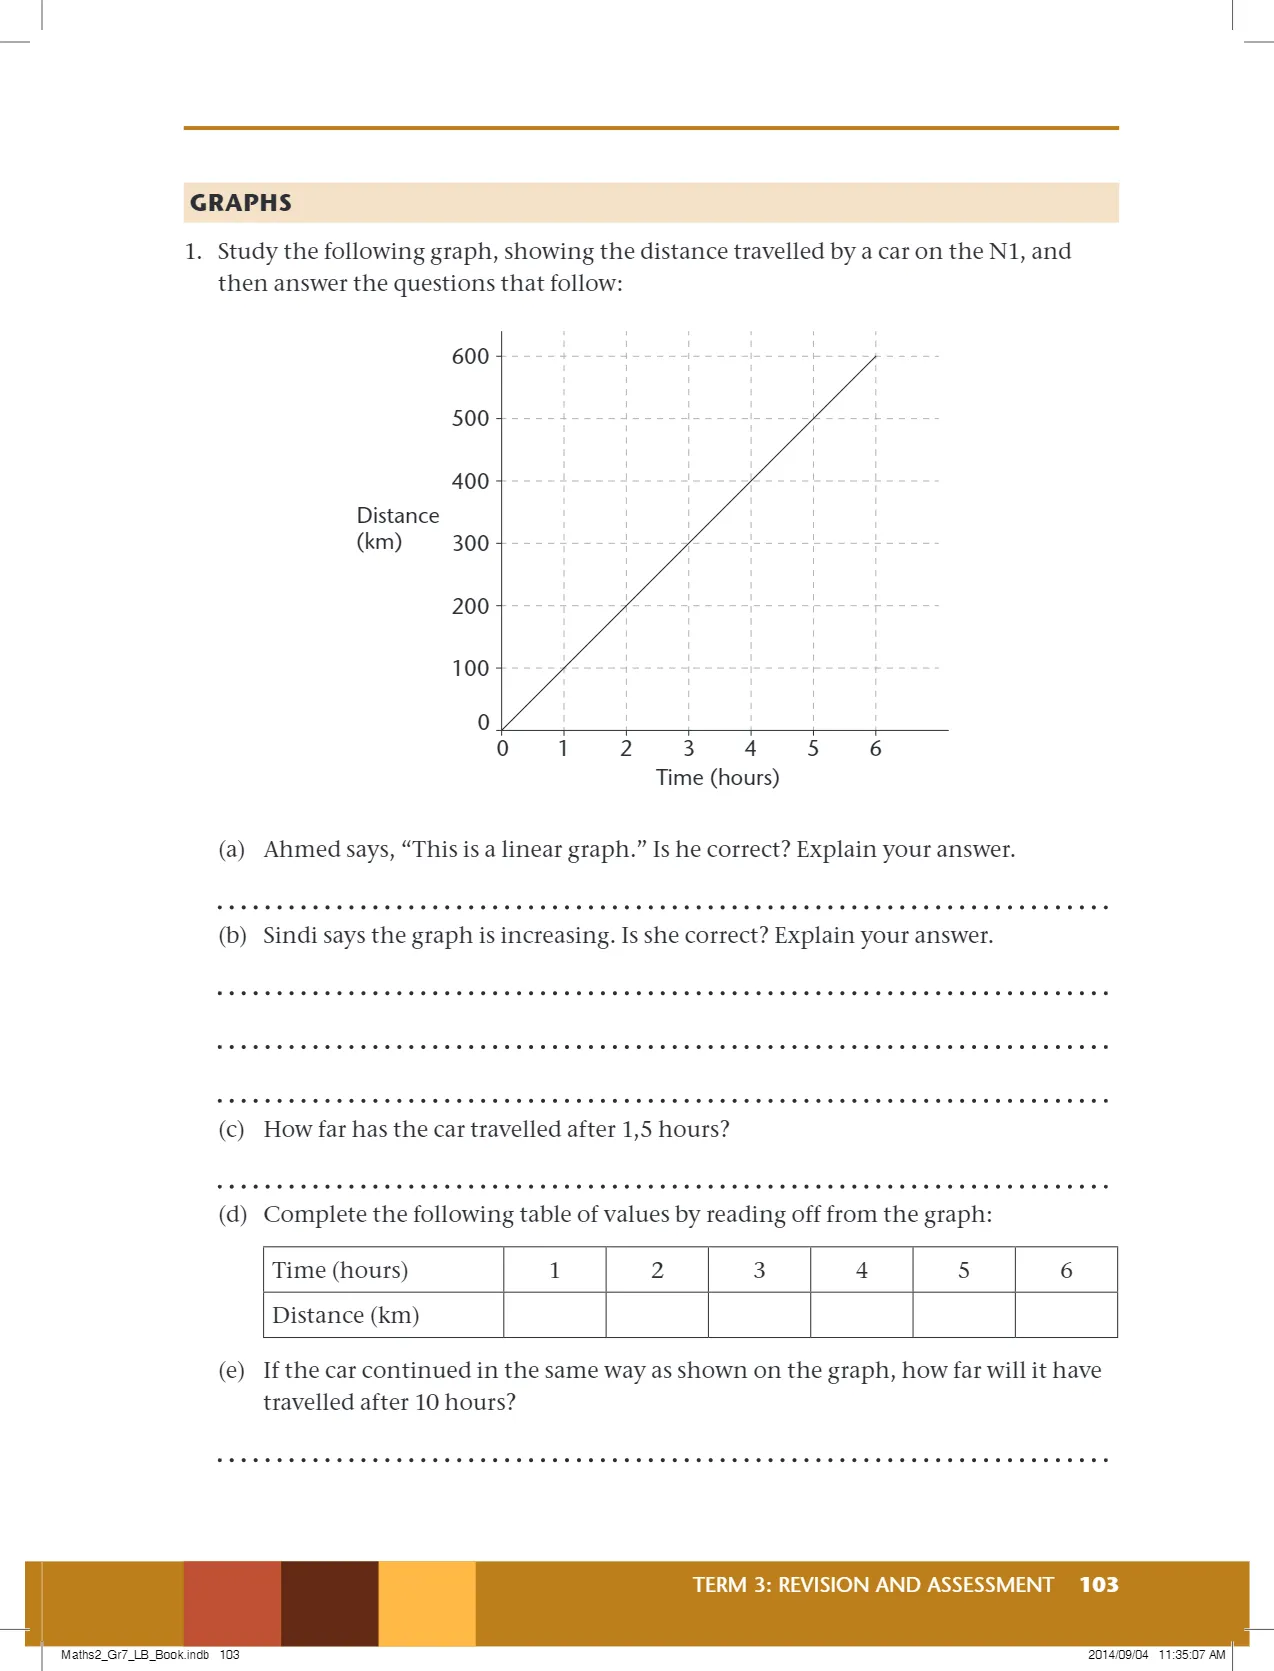 GRAPHS
1. Study the following graph, showing the distance travelled by a car on the N1, and
then answer the questions that follow:
600
500
400
Distance
(km)
300
200
100
0
0 1 2 3 4 5 6
Time (hours)
(a) Ahmed says, “This is a linear graph.” Is he correct? Explain your answer.
(b) Sindi says the graph is increasing. Is she correct? Explain your answer.
(c) How far has the car travelled after 1,5 hours?
(d) Complete the following table of values by reading off from the graph:
Time (hours) 1 2 3 4 5 6
Distance (km)
(e) If the car continued in the same way as shown on the graph, how far will it have
travelled after 10 hours?
TERM 3: REVISION AND ASSESSMENT 103
Maths2_Gr7_LB_Book.indb 103 2014/09/04 11:35:07 AM